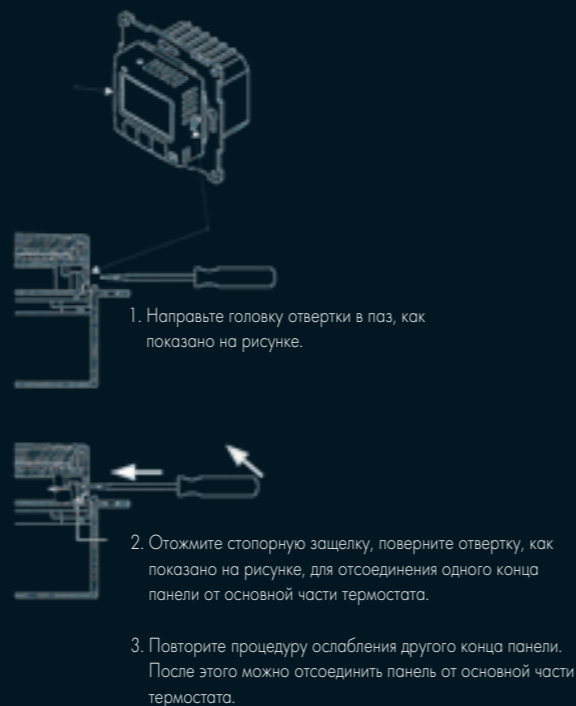 1. Направьте головку отвертки в паз, как
показано на рисунке.
2. Отожмите стопорную защелку, поверните отвертку, как
показано на рисунке, для отсоединения одного конца
панели от основной части термостата.
3. Повторите процедуру ослабления другого конца панели.
После этого можно отсоединить панель от основной части
термостата.